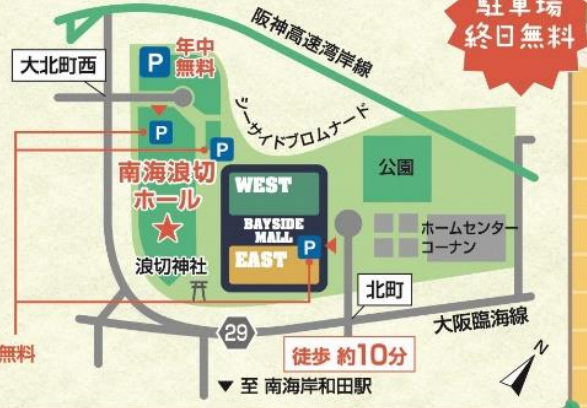 駐車場
終日無料
阪神高速湾岸線
大北町西
P
年中
無料
シーサイドプロムナード
P
P
南海浪切
ホール
WEST
BAYSIDE
MALL
P
EAST
公園
ホームセンター
コーナン
浪切神社
北町
大阪臨海線
29
無料
徒歩 約10分
N
▼ 至 南海岸和田駅